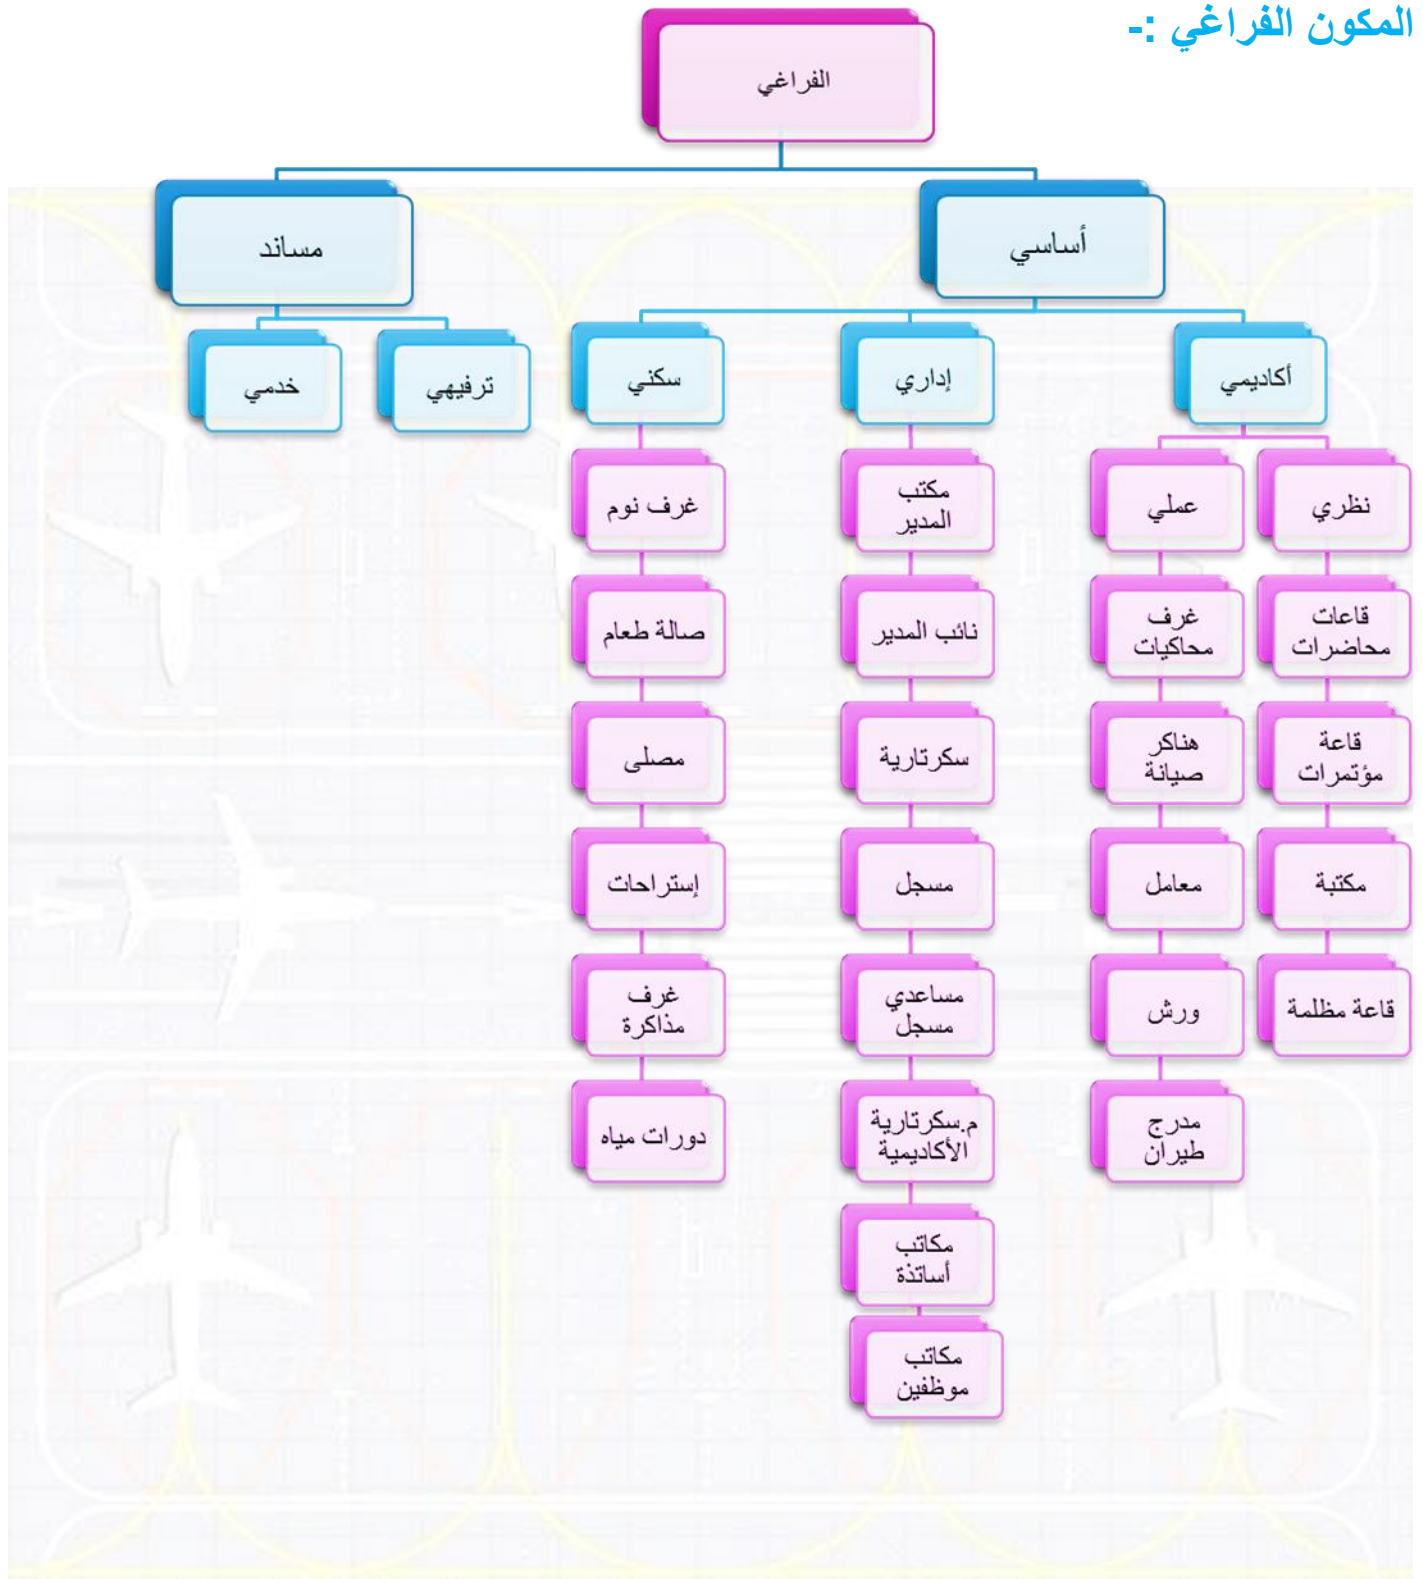 المكون الفراغي :-
الفراغي
أساسي
مساند
أكاديمي
إداري
سكني
ترفيهي
خدمي
نظري
عملي
مكتب
المدير
غرف نوم
قاعات
محاضرات
غرف
محاكيات
نائب المدير
صالة طعام
قاعة
مؤتمرات
هناكر
صيانة
سكرتارية
مصلى
مكتبة
معامل
مسجل
إستراحات
قاعة مظلمة
ورش
مساعدي
مسجل
غرف
مذاكرة
مدرج
طيران
م.سكرتارية
الأكاديمية
دورات مياه
مكاتب
أساتذة
مكاتب
موظفين